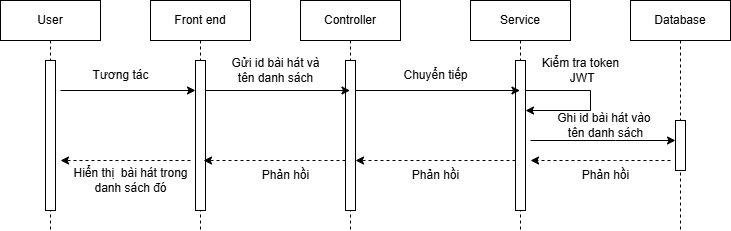 User
Front end
Controller
Service
Database
Tương tác
Gửi id bài hát và
tên danh sách
Chuyển tiếp
Kiểm tra token
JWT
Ghi id bài hát vào
tên danh sách
Hiển thị bài hát trong
danh sách đó
Phản hồi
Phản hồi
Phản hồi